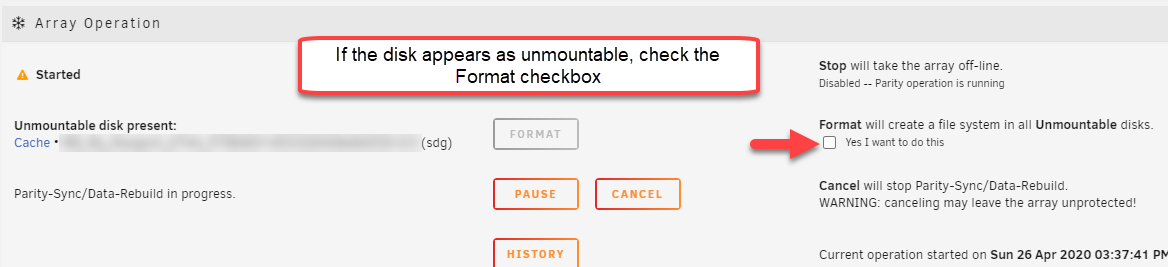 Array Operation
If the disk appears as unmountable, check the
Format checkbox
Started
Stop will take the array off-line.
Disabled -- Parity operation is running
Unmountable disk present:
Cache • (sdg)
FORMAT
Format will create a file system in all Unmountable disks.
Yes I want to do this
Parity-Sync/Data-Rebuild in progress.
PAUSE
CANCEL
Cancel will stop Parity-Sync/Data-Rebuild.
WARNING: canceling may leave the array unprotected!
HISTORY
Current operation started on Sun 26 Apr 2020 03:37:41 PM